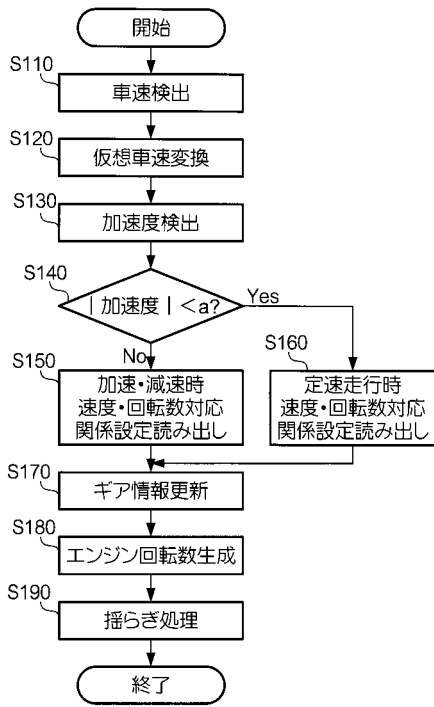 開始
S110
車速検出
S120
仮想車速変換
S130
加速度検出
S140
｜加速度｜＜a?
Yes
No
S150
加速・減速時
速度・回転数対応
関係設定読み出し
S160
定速走行時
速度・回転数対応
関係設定読み出し
S170
ギア情報更新
S180
エンジン回転数生成
S190
揺らぎ処理
終了